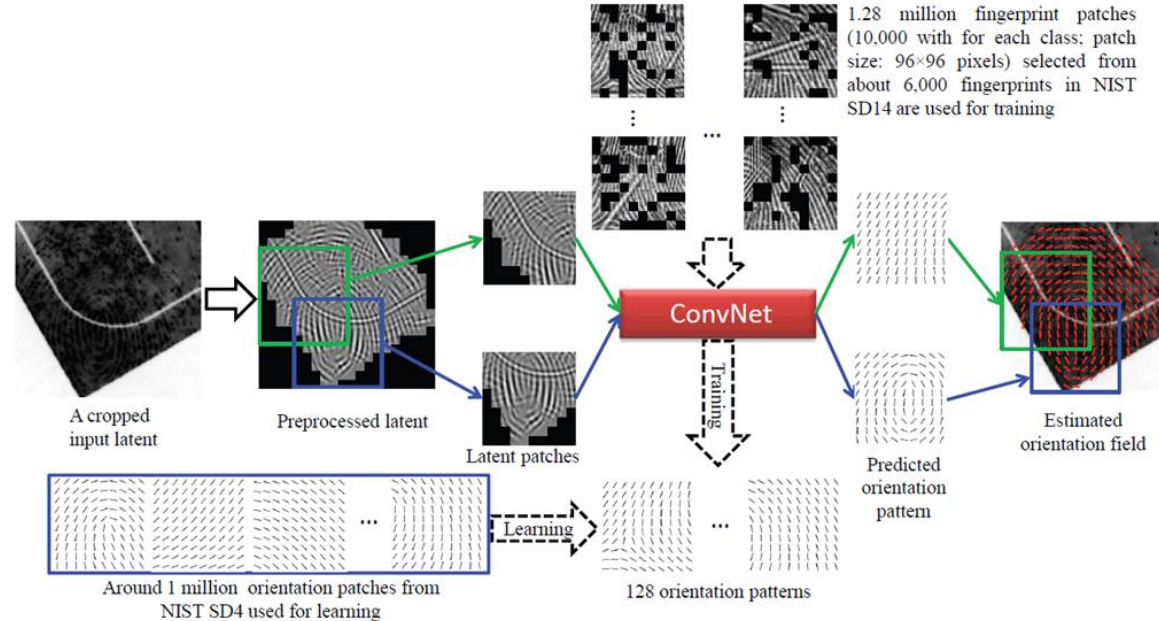 1.28 million fingerprint patches
(10,000 with for each class; patch
size: 96×96 pixels) selected from
about 6,000 fingerprints in NIST
SD14 are used for training
ConvNet
Training
A cropped
input latent
Preprocessed latent
Latent patches
Predicted
orientation
pattern
Estimated
orientation field
Learning
Around 1 million orientation patches from
NIST SD4 used for learning
128 orientation patterns